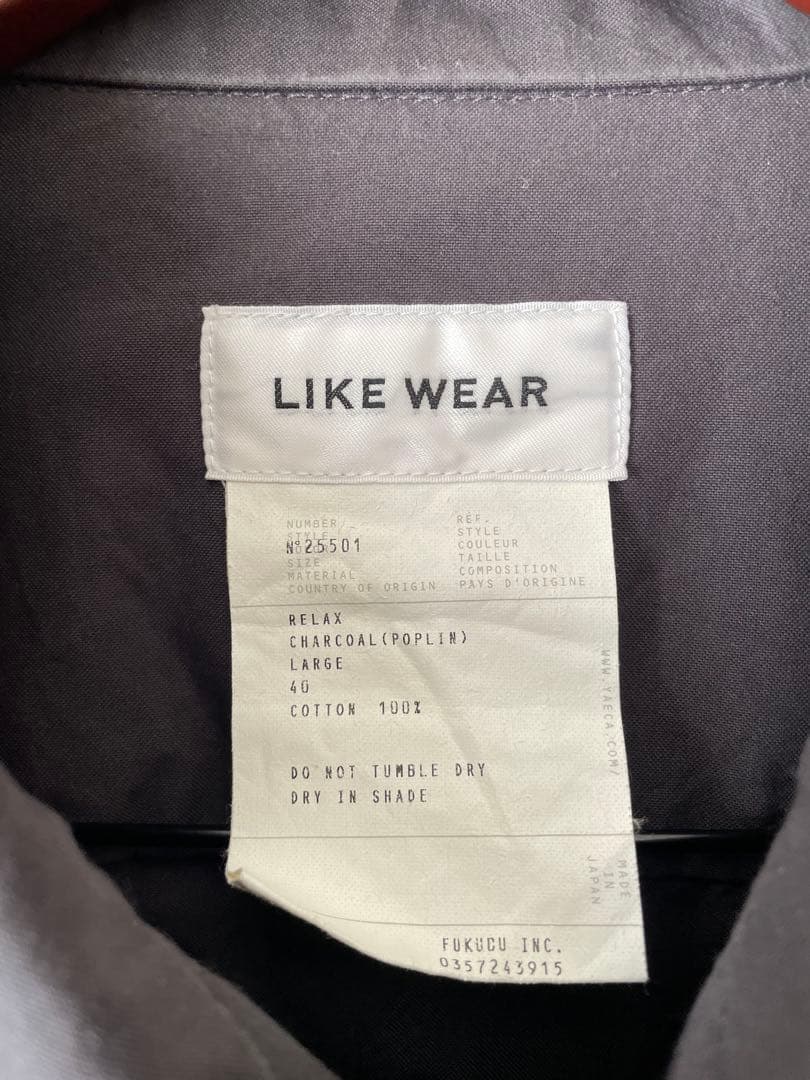 LIKE WEAR
NUMBER
STYLE
Nº25501
SIZE
MATERIAL
COUNTRY OF ORIGIN
RÉF.
STYLE
COULEUR
TAILLE
COMPOSITION
PAYS D'ORIGINE
RELAX
CHARCOAL(POPLIN)
LARGE
40
COTTON 100%
DO NOT TUMBLE DRY
DRY IN SHADE
WWW.YAECA.COM/
MADE
IN
JAPAN
FUKUCU INC.
0357243915